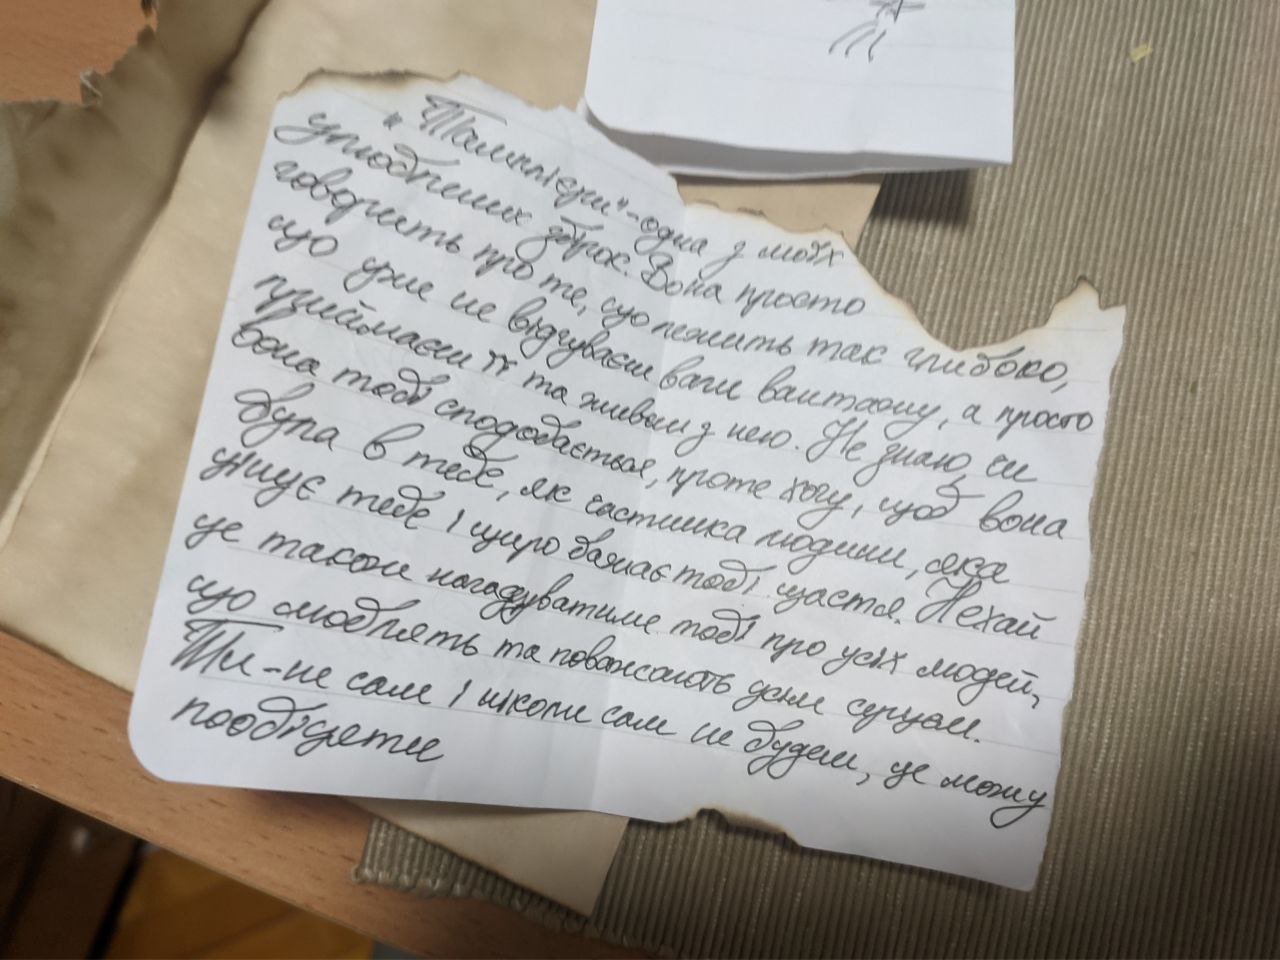 "Тамплієри" - одна з моїх
улюблених збірок. Вона просто
говорить про те, що лежить так глибоко,
що уже не відчуваєш ваги вантажу, а просто
приймаєш її та живеш з нею. Не знаю, чи
вона тобі сподобається, проте хочу, щоб вона
була в тебе, як частинка людини, яка
цінує тебе і щиро бажає тобі щастя. Нехай
це також нагадуватиме тобі про усіх людей,
що люблять та поважають усім серцем.
Ти - не сам і ніколи сам не будеш, це можу
пообіцяти